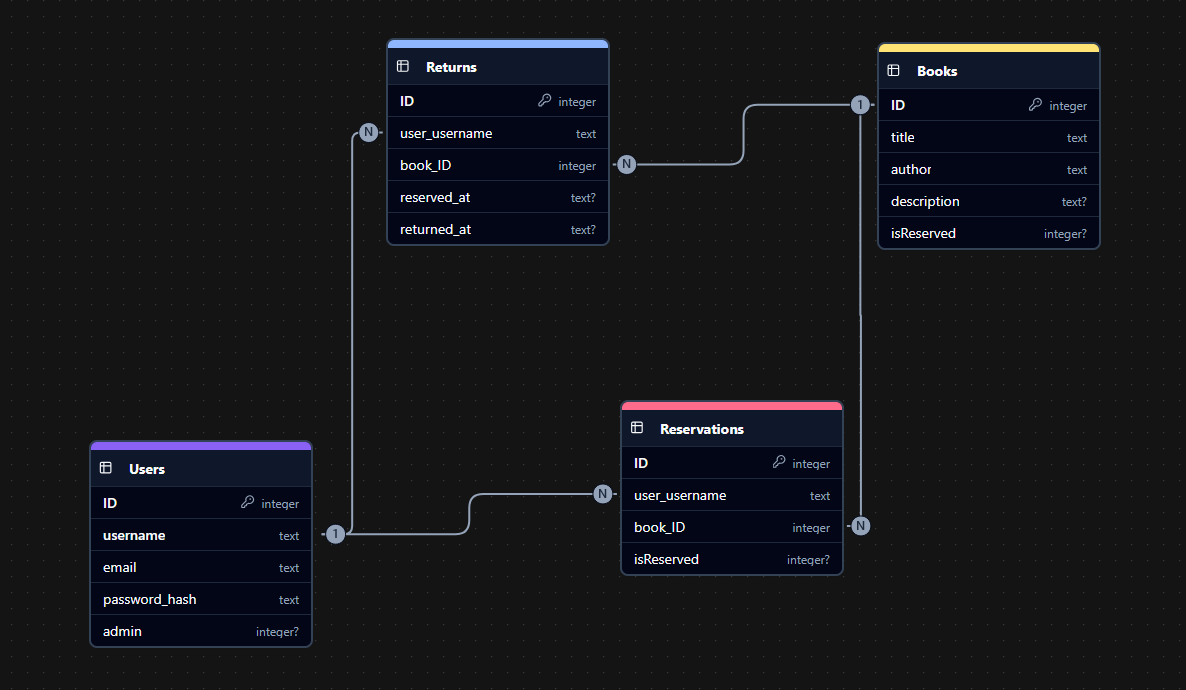 Returns
ID integer
user_username text
book_ID integer
reserved_at text?
returned_at text?
Books
ID integer
title text
author text
description text?
isReserved integer?
Users
ID integer
username text
email text
password_hash text
admin integer?
Reservations
ID integer
user_username text
book_ID integer
isReserved integer?
N
N
1
1
N
N